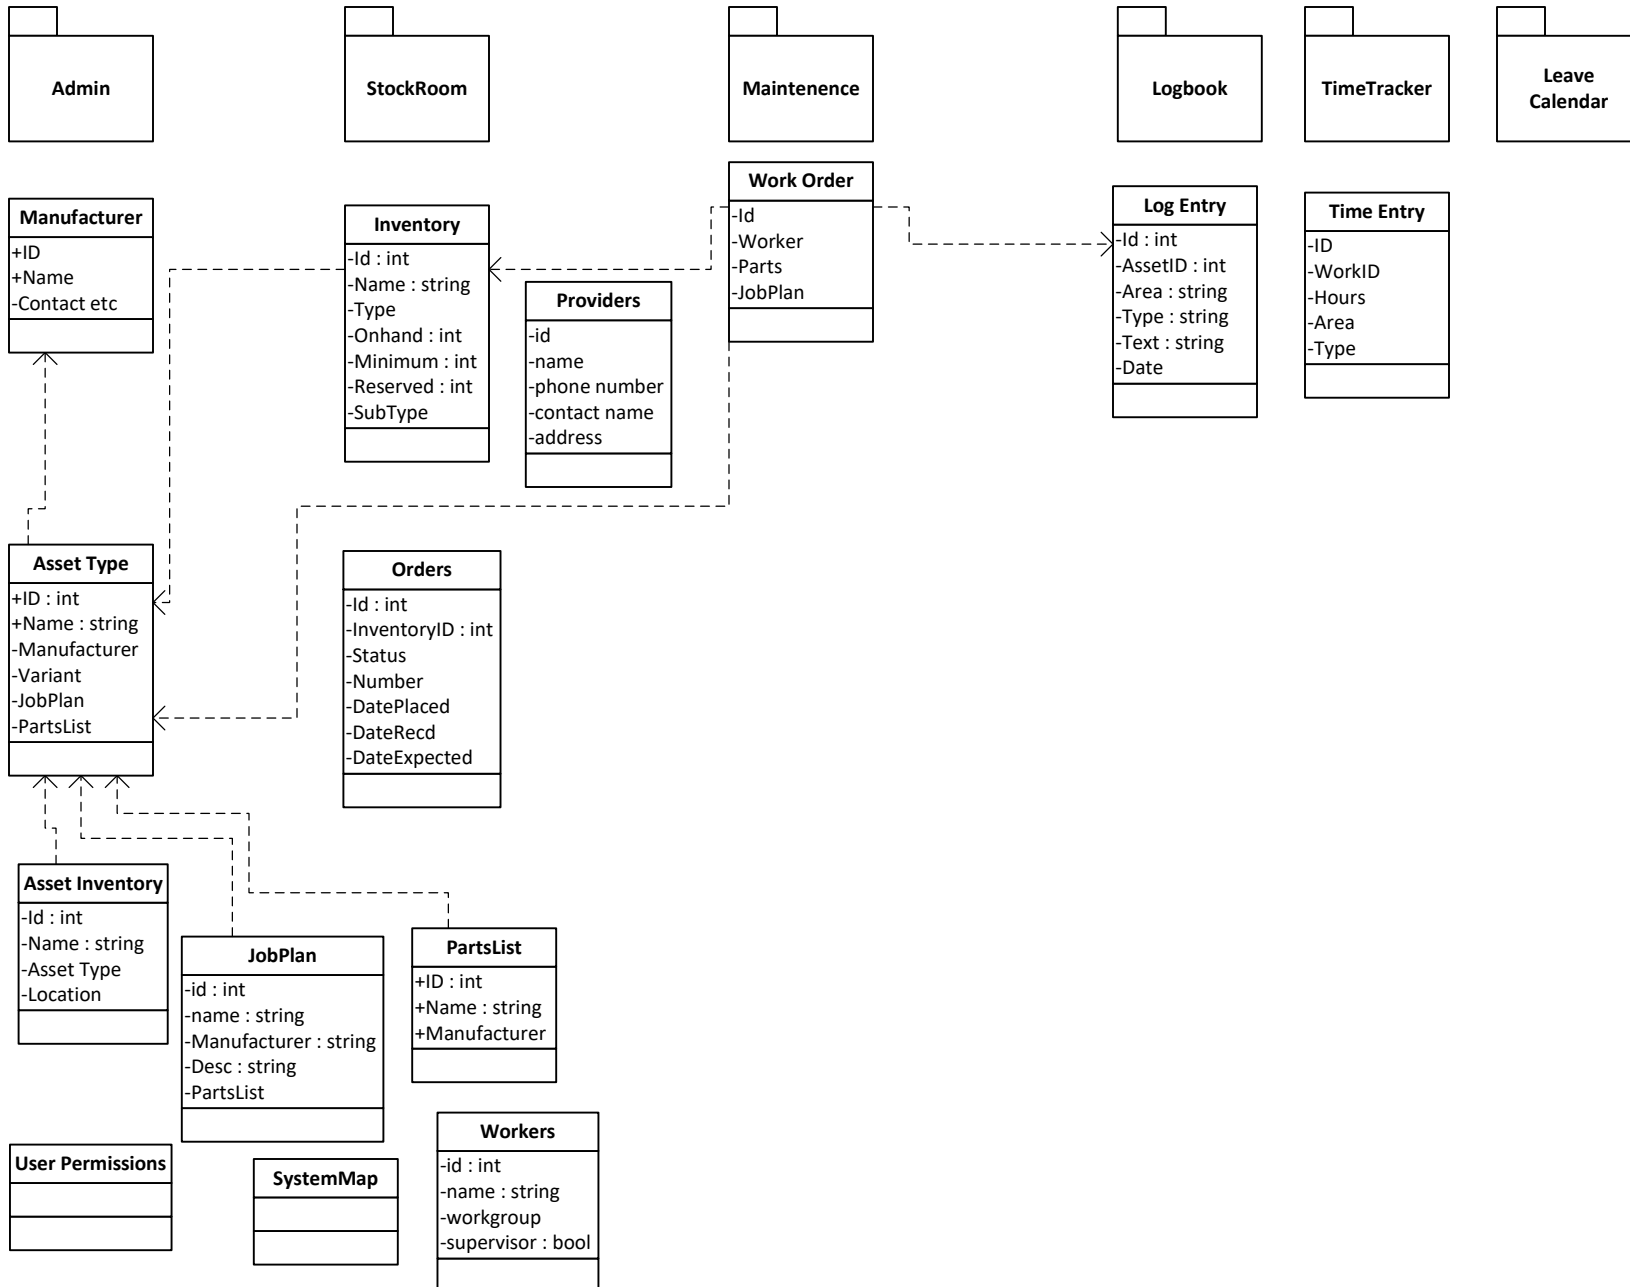 Admin
StockRoom
Maintenence
Logbook
TimeTracker
Leave
Calendar
Manufacturer
+ID
+Name
-Contact etc
Inventory
-Id : int
-Name : string
-Type
-Onhand : int
-Minimum : int
-Reserved : int
-SubType
Providers
-id
-name
-phone number
-contact name
-address
Work Order
-Id
-Worker
-Parts
-JobPlan
Log Entry
-Id : int
-AssetID : int
-Area : string
-Type : string
-Text : string
-Date
Time Entry
-ID
-WorkID
-Hours
-Area
-Type
Asset Type
+ID : int
+Name : string
-Manufacturer
-Variant
-JobPlan
-PartsList
Orders
-Id : int
-InventoryID : int
-Status
-Number
-DatePlaced
-DateRecd
-DateExpected
Asset Inventory
-Id : int
-Name : string
-Asset Type
-Location
JobPlan
-id : int
-name : string
-Manufacturer : string
-Desc : string
-PartsList
PartsList
+ID : int
+Name : string
+Manufacturer
User Permissions
SystemMap
Workers
-id : int
-name : string
-workgroup
-supervisor : bool